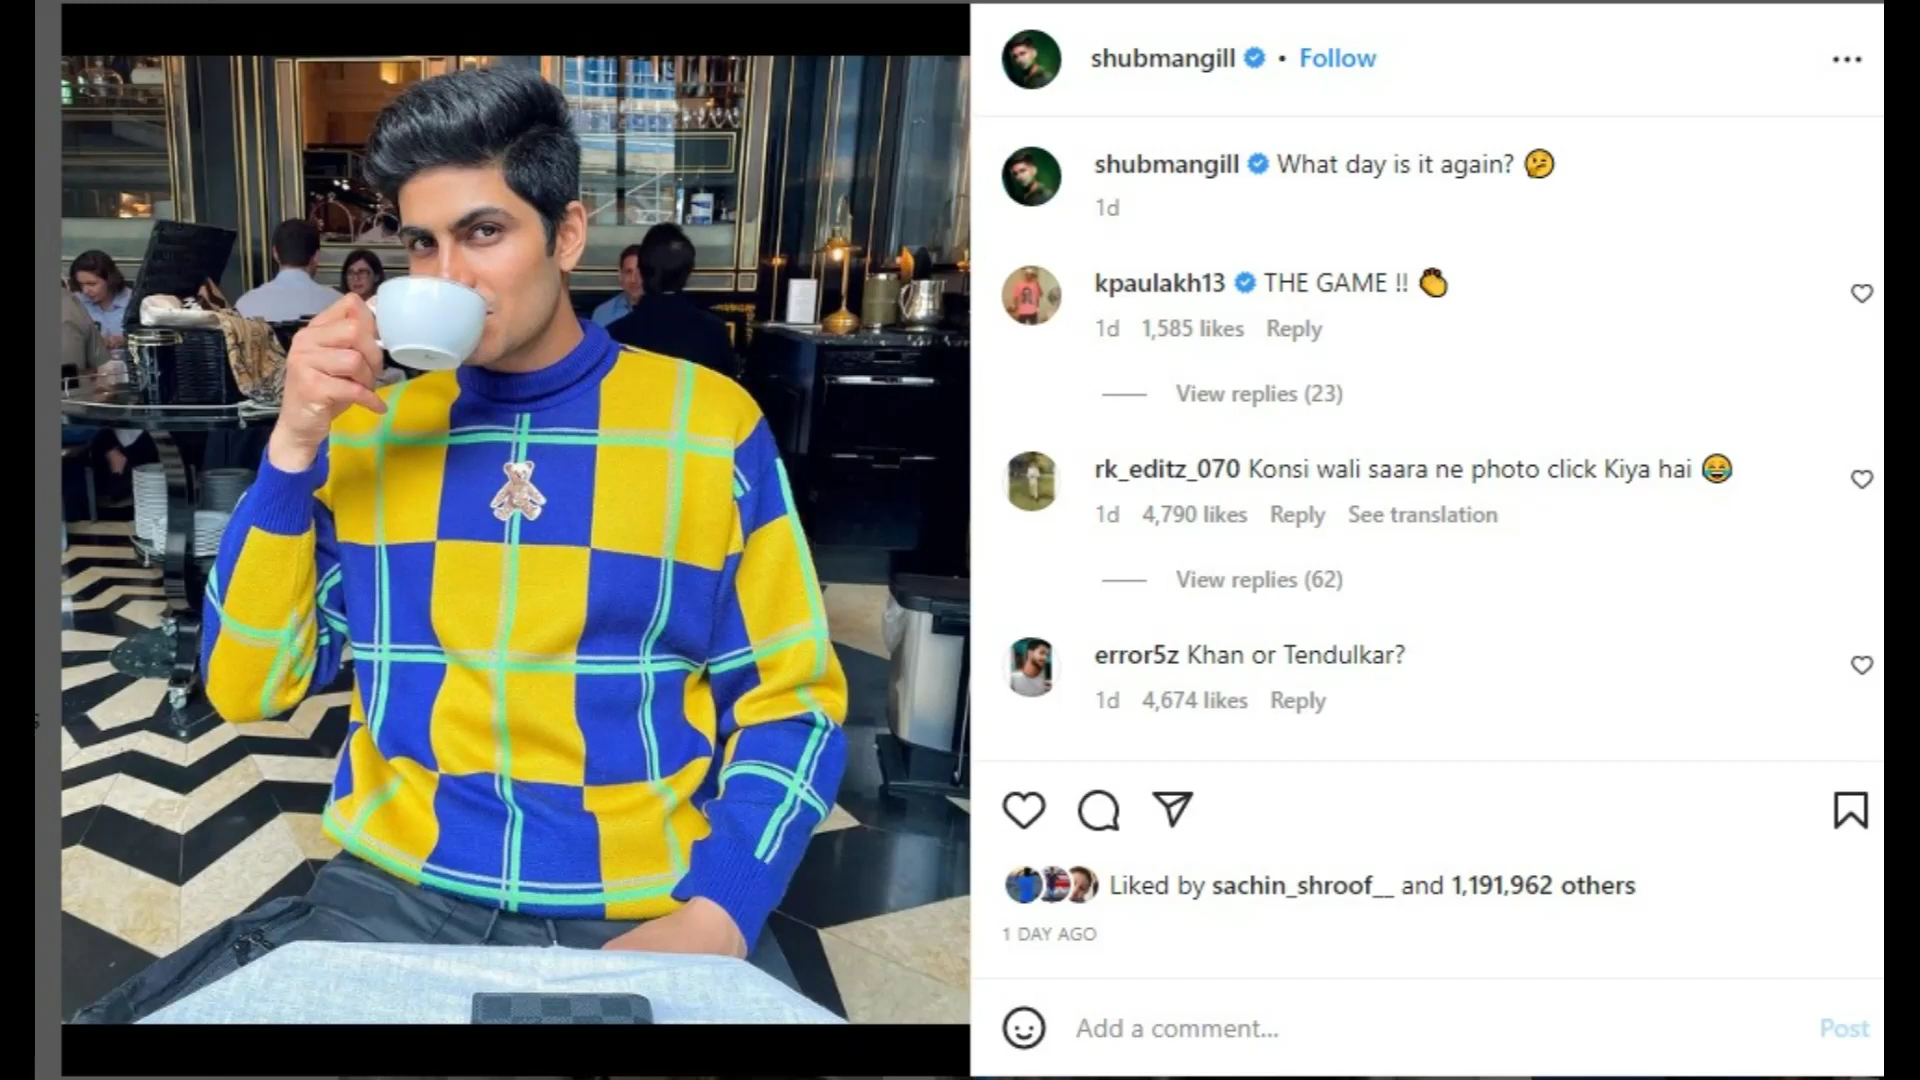 shubmangill • Follow
shubmangill What day is it again? 🤔
1d
kpaulakh13 THE GAME !! 👏
1d 1,585 likes Reply
View replies (23)
rk_editz_070 Konsi wali saara ne photo click Kiya hai 😂
1d 4,790 likes Reply See translation
View replies (62)
error5z Khan or Tendulkar?
1d 4,674 likes Reply
Liked by sachin_shroof__ and 1,191,962 others
1 DAY AGO
Add a comment...
Post